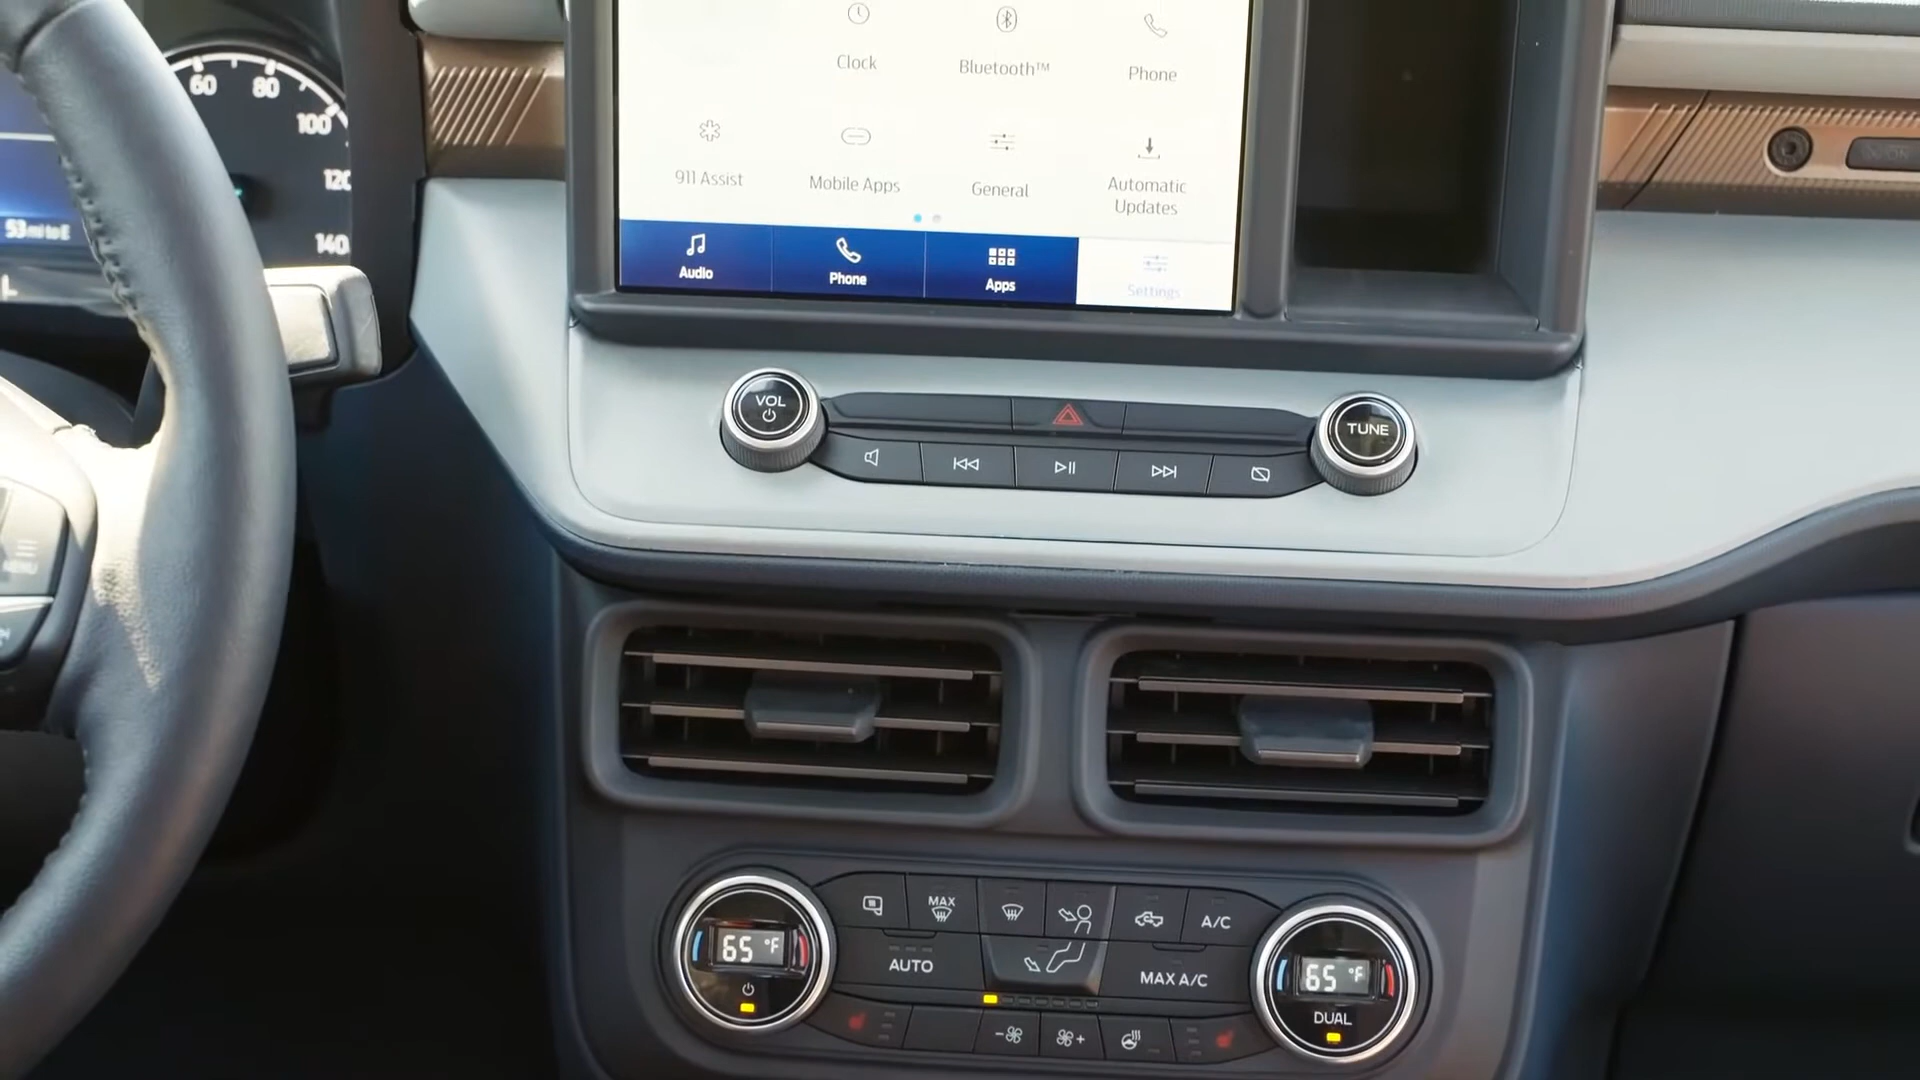 60
80
100
120
140
53 mi to E
MENU
Clock
Bluetooth™
Phone
911 Assist
Mobile Apps
General
Automatic
Updates
Audio
Phone
Apps
Settings
VOL
TUNE
MAX
A/C
65 °F
AUTO
MAX A/C
65 °F
DUAL